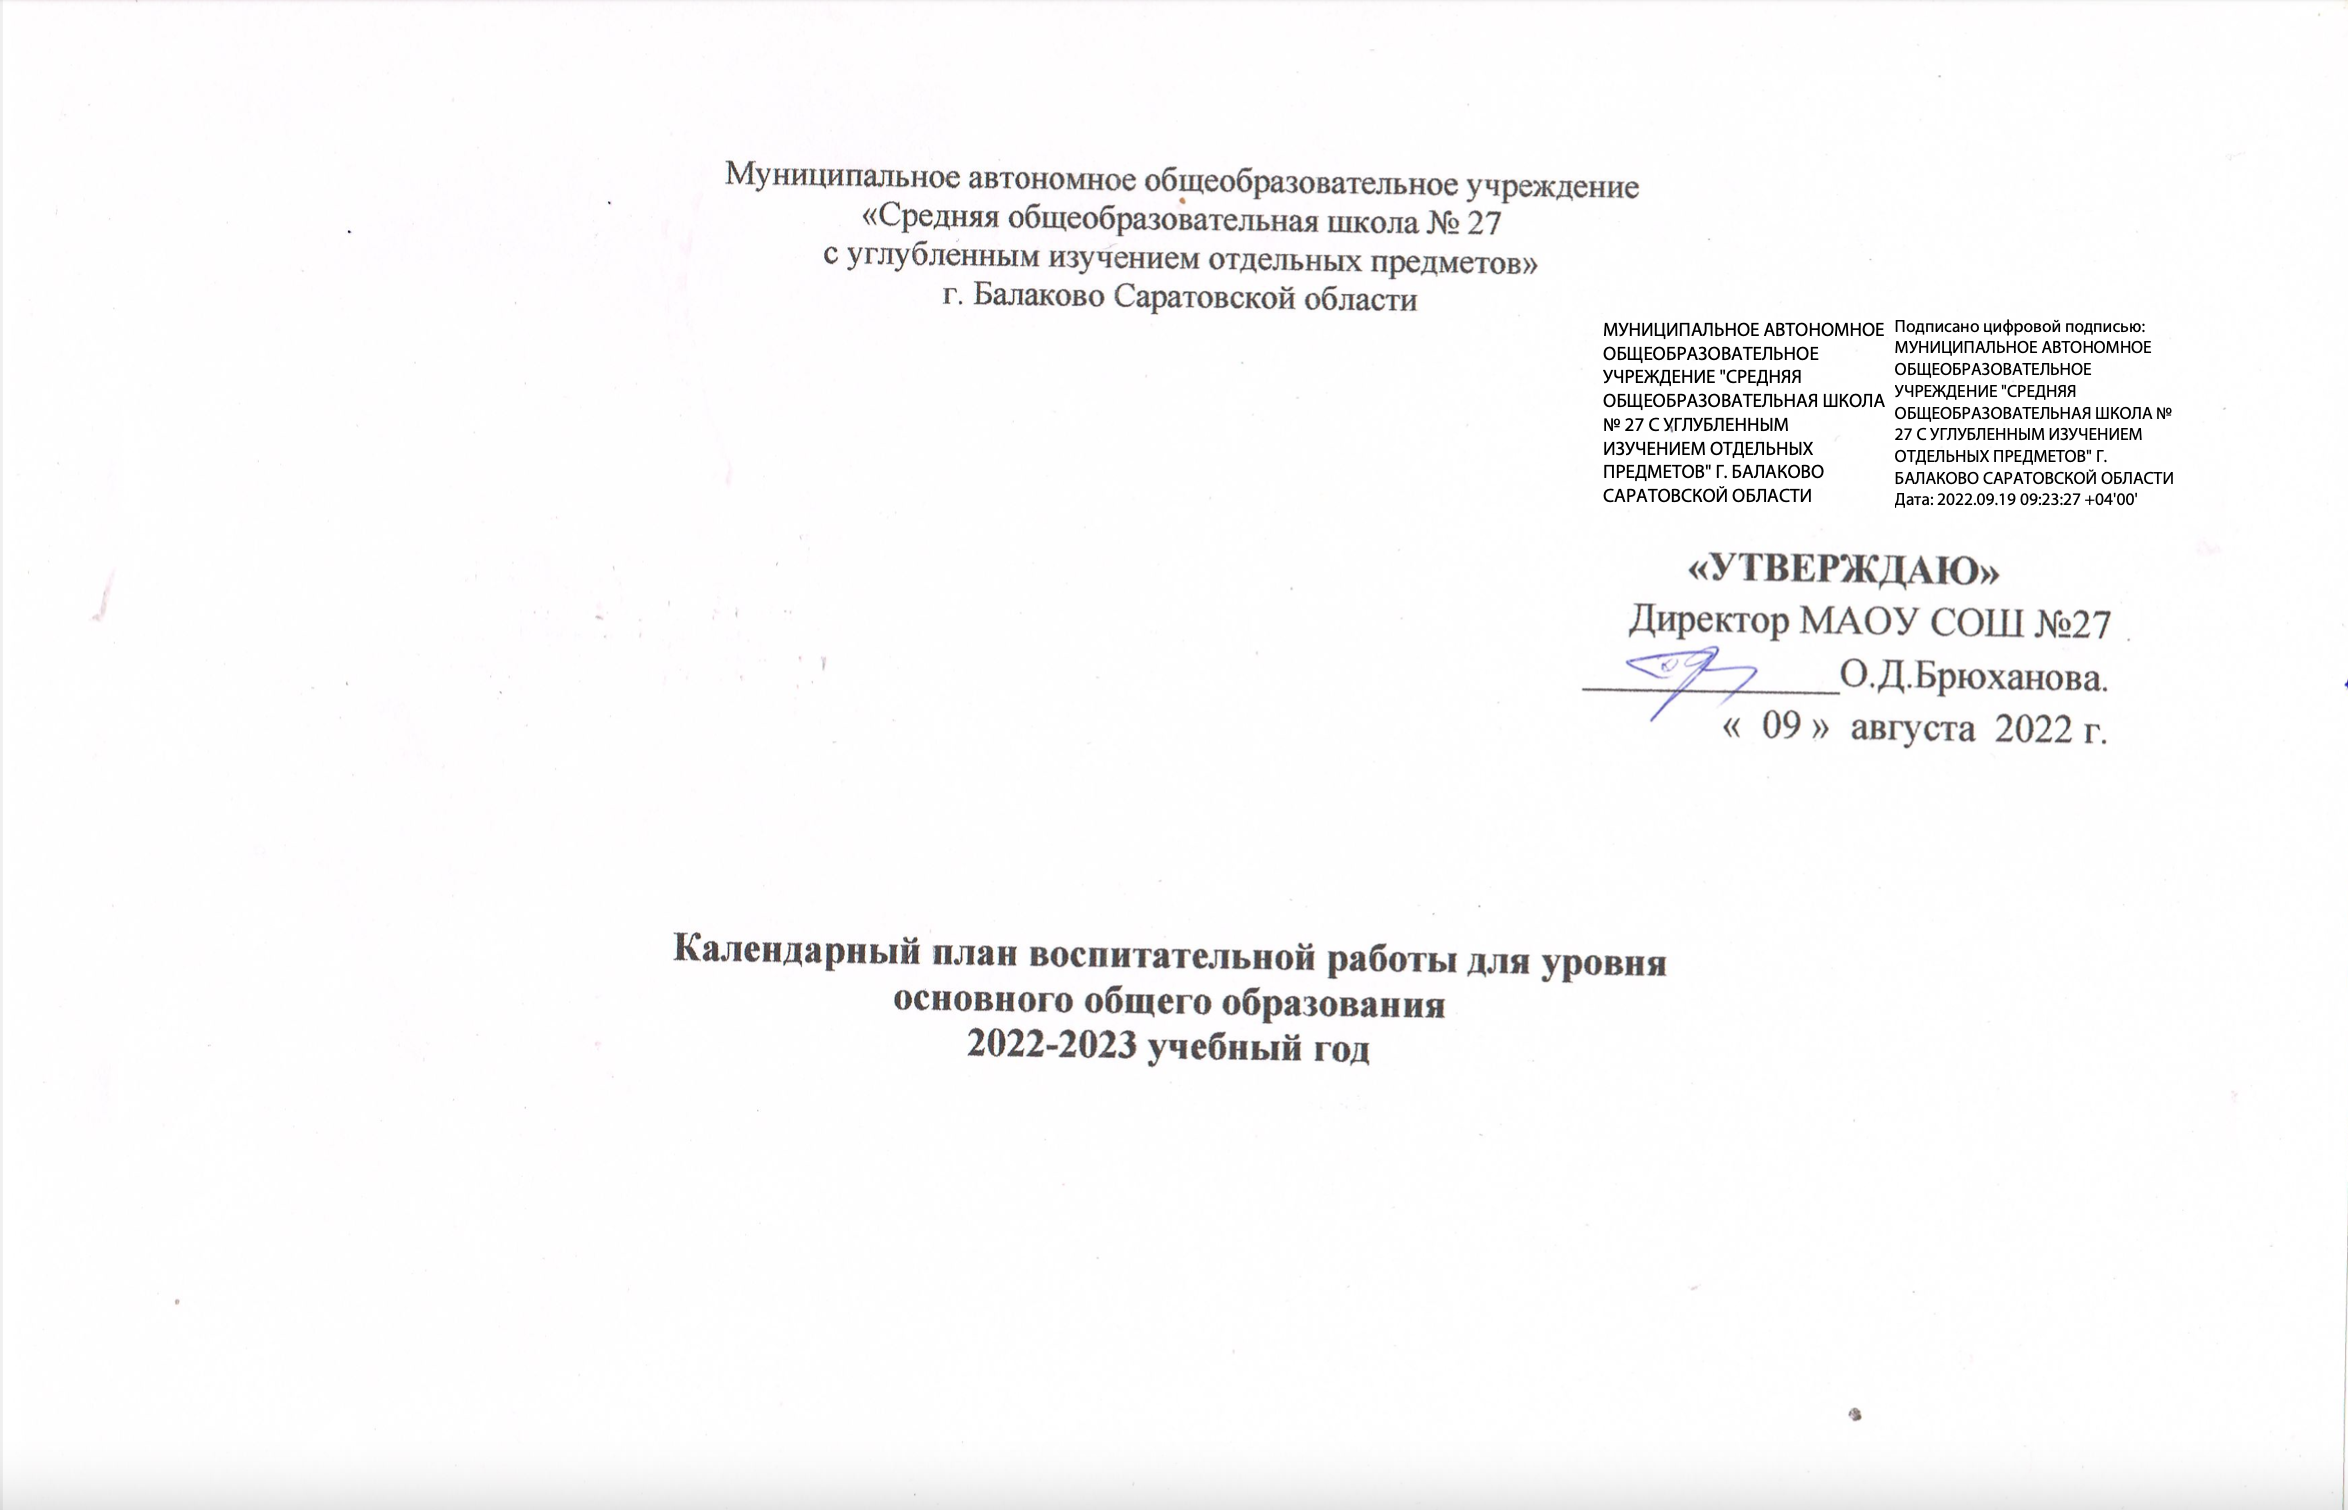 Муниципальное автономное общеобразовательное учреждение
«Средняя общеобразовательная школа № 27
с углубленным изучением отдельных предметов»
г. Балаково Саратовской области
МУНИЦИПАЛЬНОЕ АВТОНОМНОЕ
ОБЩЕОБРАЗОВАТЕЛЬНОЕ
УЧРЕЖДЕНИЕ "СРЕДНЯЯ
ОБЩЕОБРАЗОВАТЕЛЬНАЯ ШКОЛА
№ 27 С УГЛУБЛЕННЫМ
ИЗУЧЕНИЕМ ОТДЕЛЬНЫХ
ПРЕДМЕТОВ" Г. БАЛАКОВО
САРАТОВСКОЙ ОБЛАСТИ
Подписано цифровой подписью:
МУНИЦИПАЛЬНОЕ АВТОНОМНОЕ
ОБЩЕОБРАЗОВАТЕЛЬНОЕ
УЧРЕЖДЕНИЕ "СРЕДНЯЯ
ОБЩЕОБРАЗОВАТЕЛЬНАЯ ШКОЛА №
27 С УГЛУБЛЕННЫМ ИЗУЧЕНИЕМ
ОТДЕЛЬНЫХ ПРЕДМЕТОВ" Г.
БАЛАКОВО САРАТОВСКОЙ ОБЛАСТИ
Дата: 2022.09.19 09:23:27 +04'00'
«УТВЕРЖДАЮ»
Директор МАОУ СОШ №27
О.Д.Брюханова.
« 09 » августа 2022 г.
Календарный план воспитательной работы для уровня
основного общего образования
2022-2023 учебный год